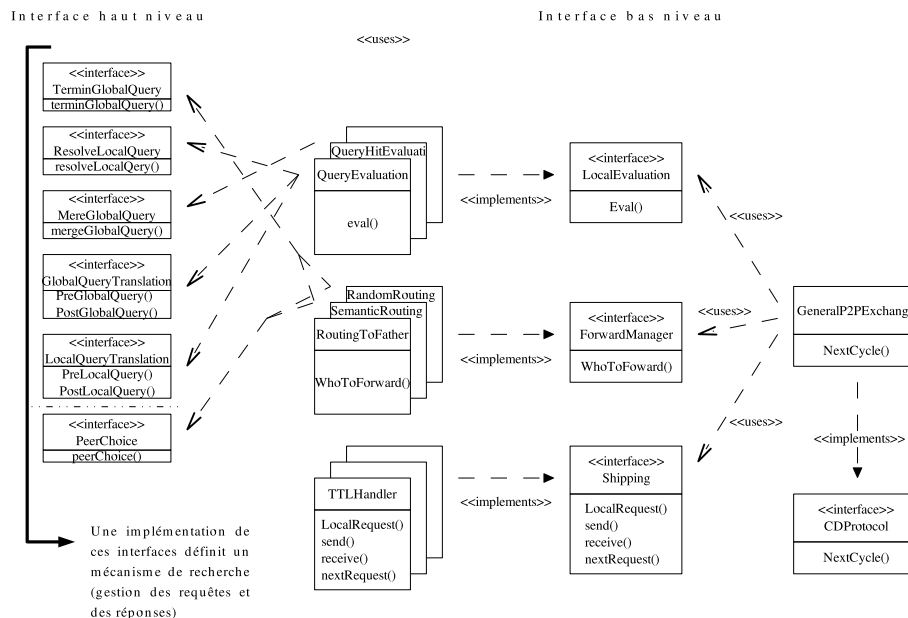 Interface haut niveau
Interface bas niveau
<<uses>>
<<interface>>
TerminGlobalQuery
terminGlobalQuery()
<<interface>>
ResolveLocalQuery
resolveLocalQery()
<<interface>>
MereGlobalQuery
mergeGlobalQuery()
<<interface>>
GlobalQueryTranslation
PreGlobalQuery()
PostGlobalQuery()
<<interface>>
LocalQueryTranslation
PreLocalQuery()
PostLocalQuery()
<<interface>>
PeerChoice
peerChoice()
Une implémentation de
ces interfaces définit un
mécanisme de recherche
(gestion des requêtes et
des réponses)
QueryHitEvaluati
QueryEvaluation
eval()
RandomRouting
SemanticRouting
RoutingToFather
WhoToForward()
TTLHandler
LocalRequest()
send()
receive()
nextRequest()
<<implements>>
<<implements>>
<<implements>>
<<interface>>
LocalEvaluation
Eval()
<<interface>>
ForwardManager
WhoToFoward()
<<interface>>
Shipping
LocalRequest()
send()
receive()
nextRequest()
<<uses>>
<<uses>>
<<uses>>
GeneralP2PExchang
NextCycle()
<<implements>>
<<interface>>
CDProtocol
NextCycle()